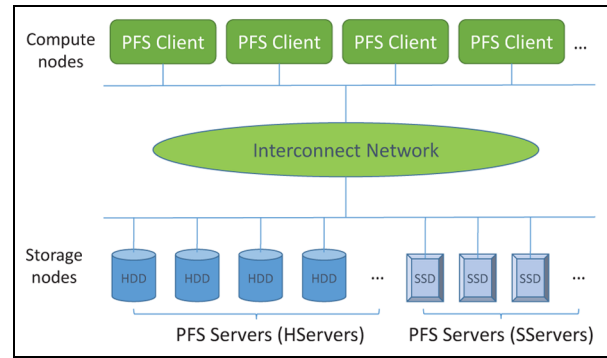 Compute
nodes
PFS Client
PFS Client
PFS Client
PFS Client
...
Interconnect Network
Storage
nodes
HDD
HDD
HDD
HDD
...
SSD
SSD
SSD
...
PFS Servers (HServers)
PFS Servers (SServers)